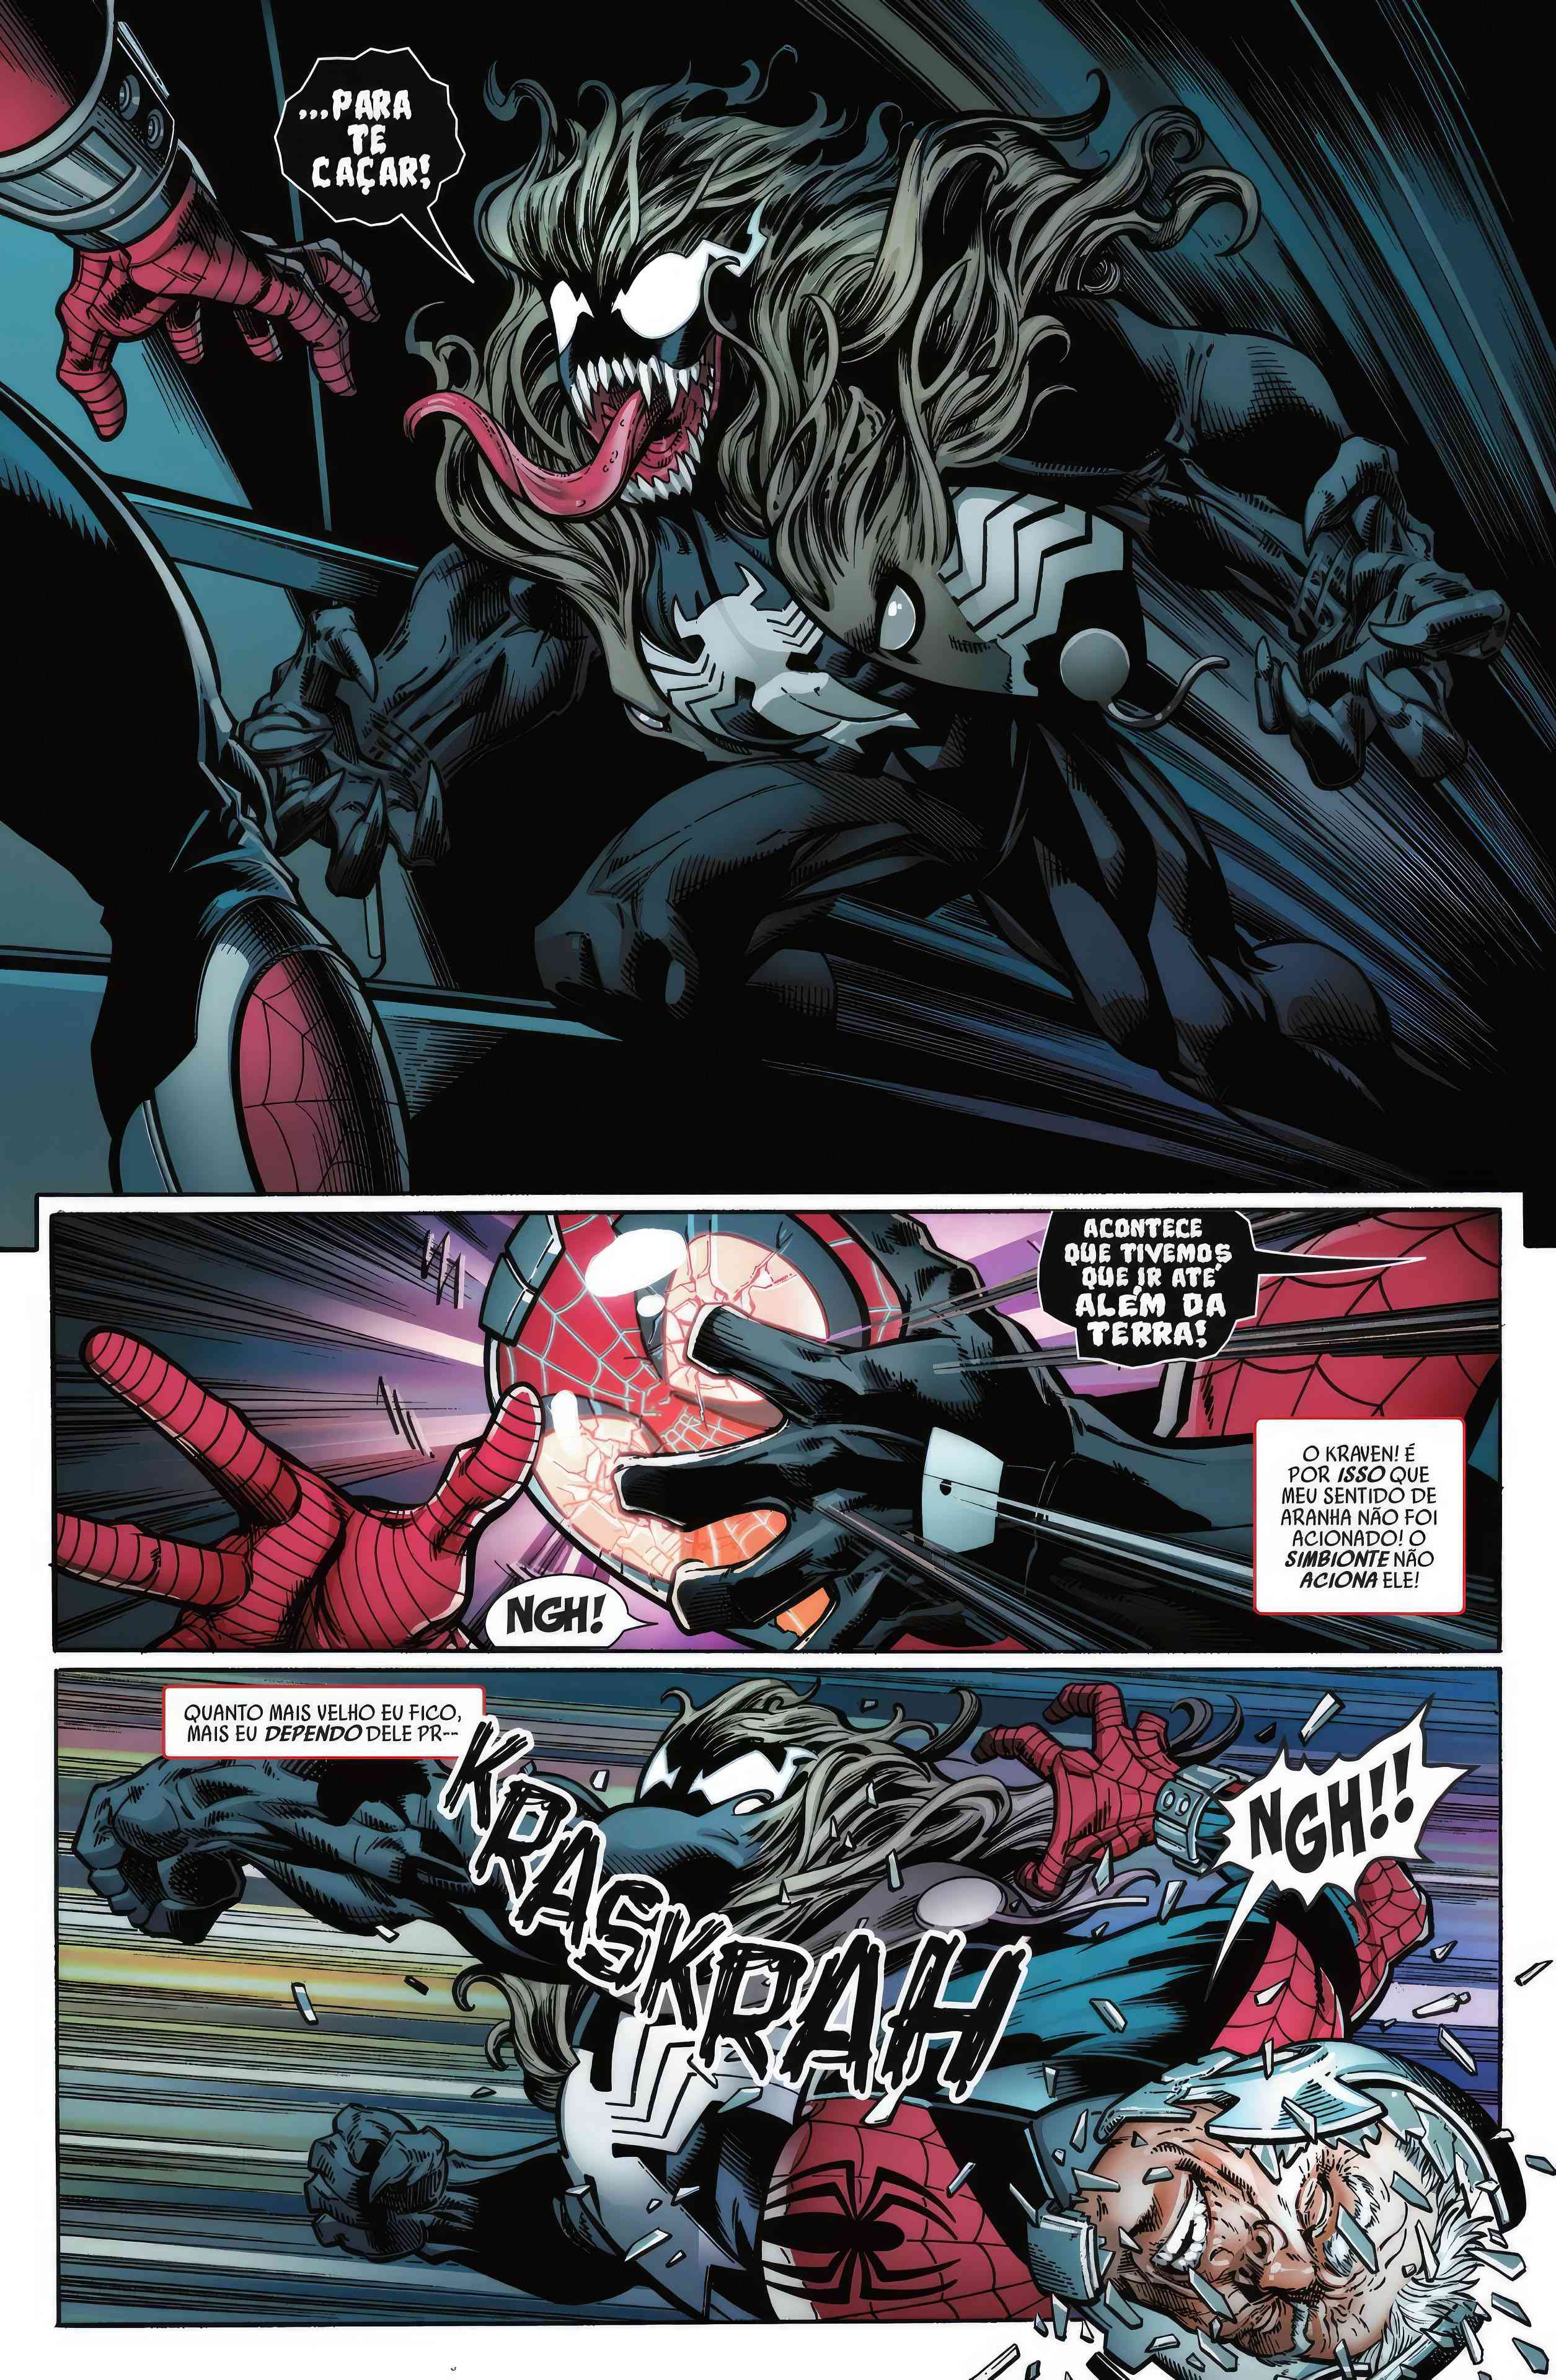 ...PARA
TE
CAÇAR!
ACONTECE
QUE TIVEMOS
QUE IR ATÉ
ALÉM DA
TERRA!
O KRAVEN! É
POR ISSO QUE
MEU SENTIDO DE
ARANHA NÃO FOI
ACIONADO! O
SIMBIONTE NÃO
ACIONA ELE!
NGH!
QUANTO MAIS VELHO EU FICO,
MAIS EU DEPENDO DELE PR--
KRASKRAH
NGH!!